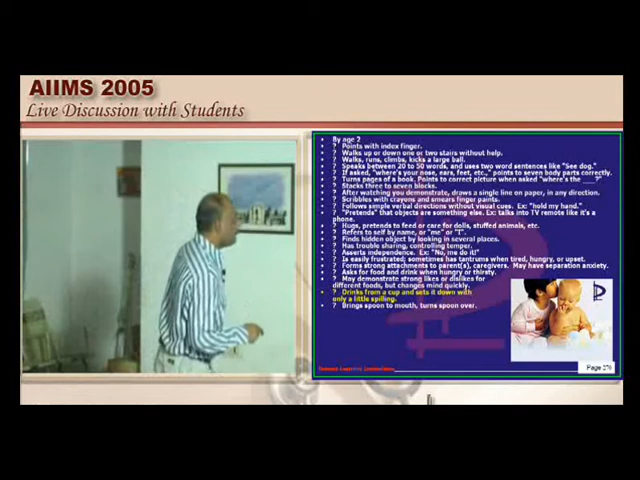 AIIMS 2005
Live Discussion with Students
• By age 2
• ? Points with index finger.
• ? Walks up or down one or two stairs without help.
• ? Walks, runs, climbs, kicks a large ball.
• ? Speaks between 20 to 50 words, and uses two word sentences like "See dog."
• ? If asked, "where's your nose, ears, feet, etc.," points to seven body parts correctly.
• ? Turns pages of a book. Points to correct picture when asked "where's the ___?"
• ? Stacks three to seven blocks.
• ? After watching you demonstrate, draws a single line on paper, in any direction.
• ? Scribbles with crayons and smears finger paints.
• ? Follows simple verbal directions without visual cues. Ex: "hold my hand."
• ? "Pretends" that objects are something else. Ex: talks into TV remote like it's a
phone.
• ? Hugs, pretends to feed or care for dolls, stuffed animals, etc.
• ? Refers to self by name, or "me" or "I".
• ? Finds hidden object by looking in several places.
• ? Has trouble sharing, controlling temper.
• ? Asserts independence. Ex: "No, me do it!"
• ? Is easily frustrated; sometimes has tantrums when tired, hungry, or upset.
• ? Forms strong attachments to parent(s), caregivers. May have separation anxiety.
• ? Asks for food and drink when hungry or thirsty.
• ? May demonstrate strong likes or dislikes for
different foods, but changes mind quickly.
• ? Drinks from a cup and sets it down with
only a little spilling.
• ? Brings spoon to mouth, turns spoon over.
Page 270